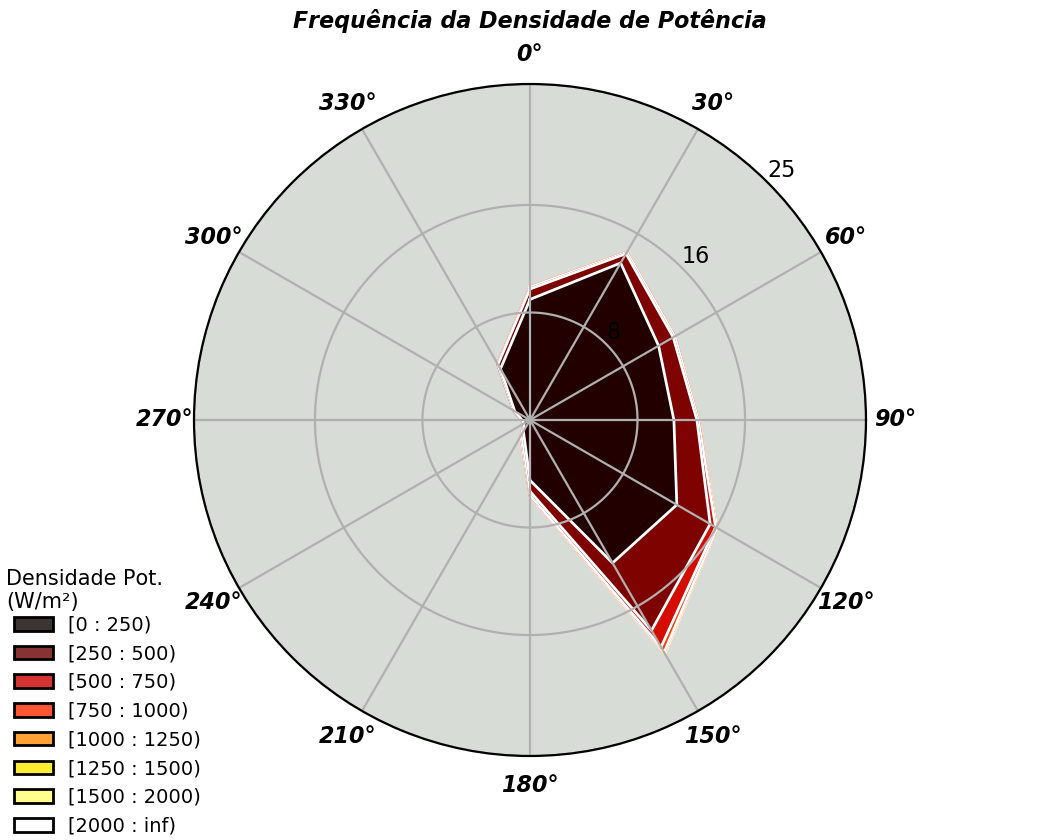 Frequência da Densidade de Potência
0°
30°
60°
90°
120°
150°
180°
210°
240°
270°
300°
330°
8
16
25
Densidade Pot.
(W/m²)
[0 : 250)
[250 : 500)
[500 : 750)
[750 : 1000)
[1000 : 1250)
[1250 : 1500)
[1500 : 2000)
[2000 : inf)